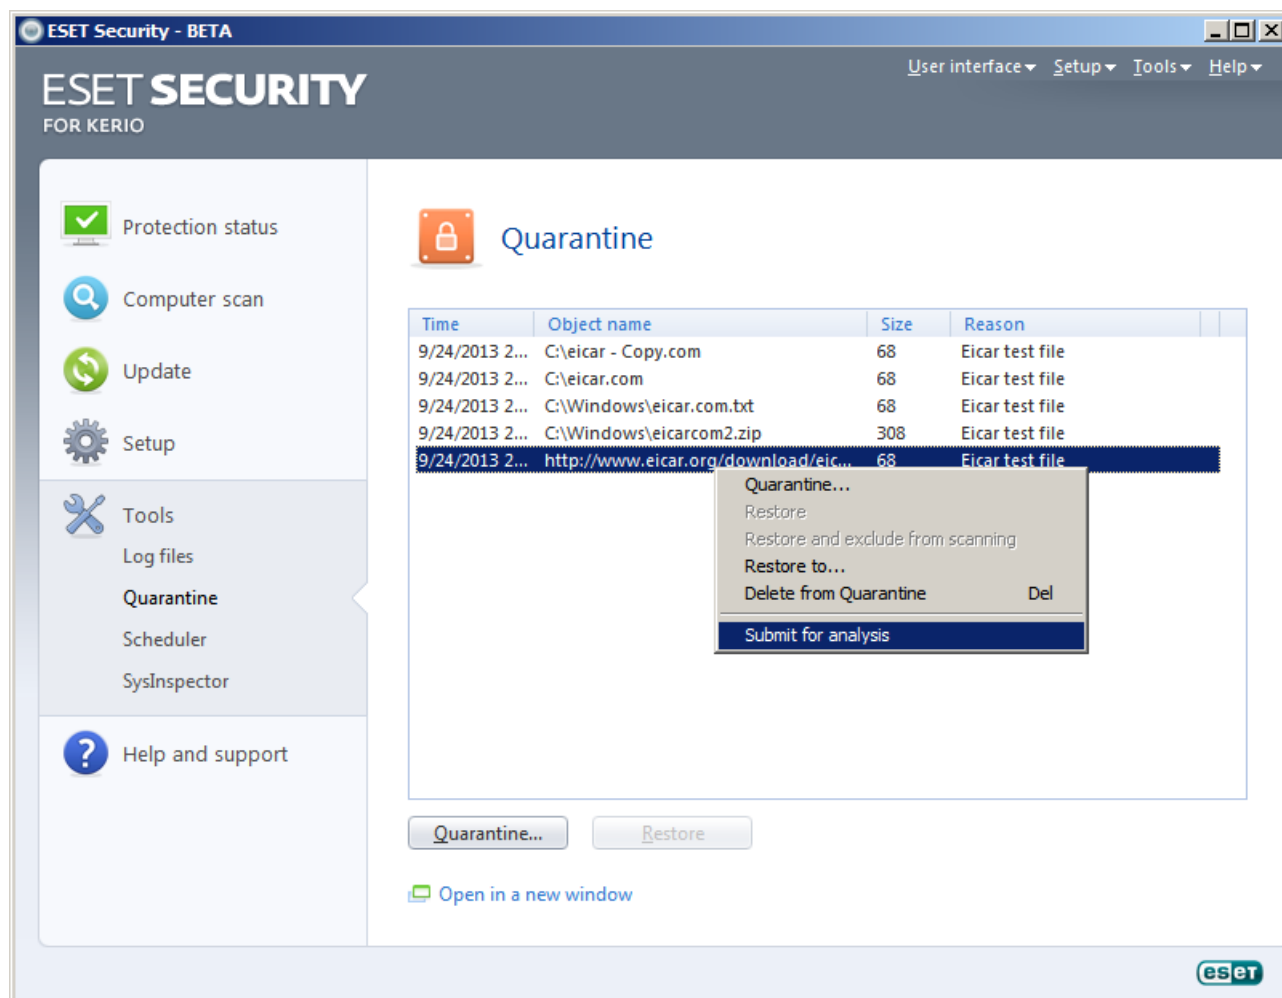 ESET Security - BETA
User interface Setup Tools Help
ESET SECURITY
FOR KERIO
Protection status
Computer scan
Update
Setup
Tools
Log files
Quarantine
Scheduler
SysInspector
Help and support
Quarantine
Time Object name Size Reason
9/24/2013 2... C:\eicar - Copy.com 68 Eicar test file
9/24/2013 2... C:\eicar.com 68 Eicar test file
9/24/2013 2... C:\Windows\eicar.com.txt 68 Eicar test file
9/24/2013 2... C:\Windows\eicarcom2.zip 308 Eicar test file
9/24/2013 2... http://www.eicar.org/download/eic... 68 Eicar test file
Quarantine...
Restore
Restore and exclude from scanning
Restore to...
Delete from Quarantine Del
Submit for analysis
Quarantine... Restore
Open in a new window
eseT